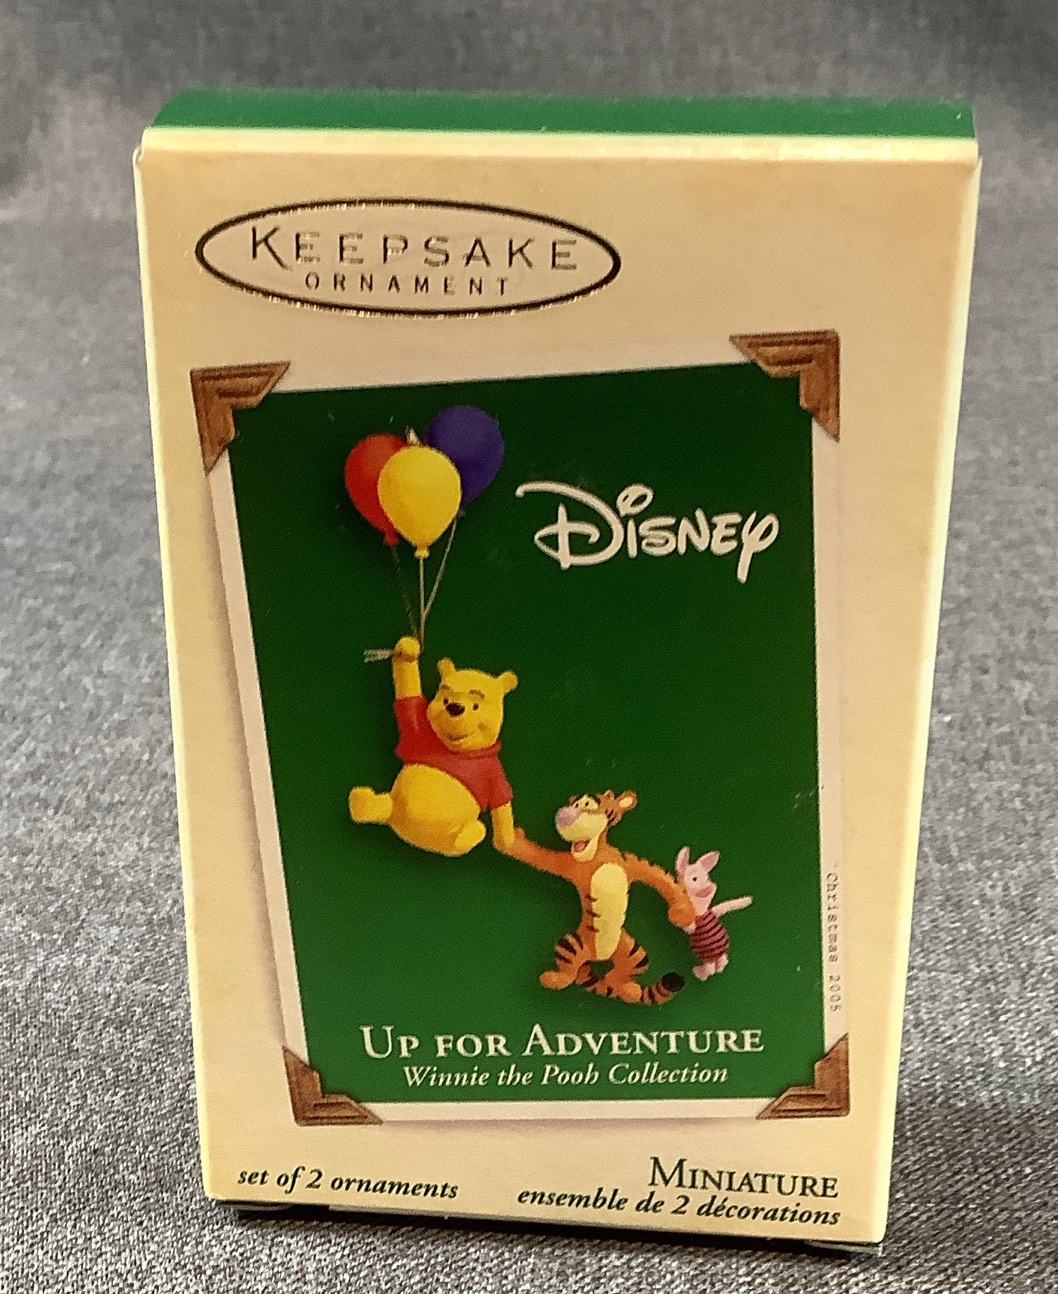 KEEPSAKE
ORNAMENT
Disney
UP FOR ADVENTURE
Winnie the Pooh Collection
Christmas 2005
set of 2 ornaments
MINIATURE
ensemble de 2 décorations